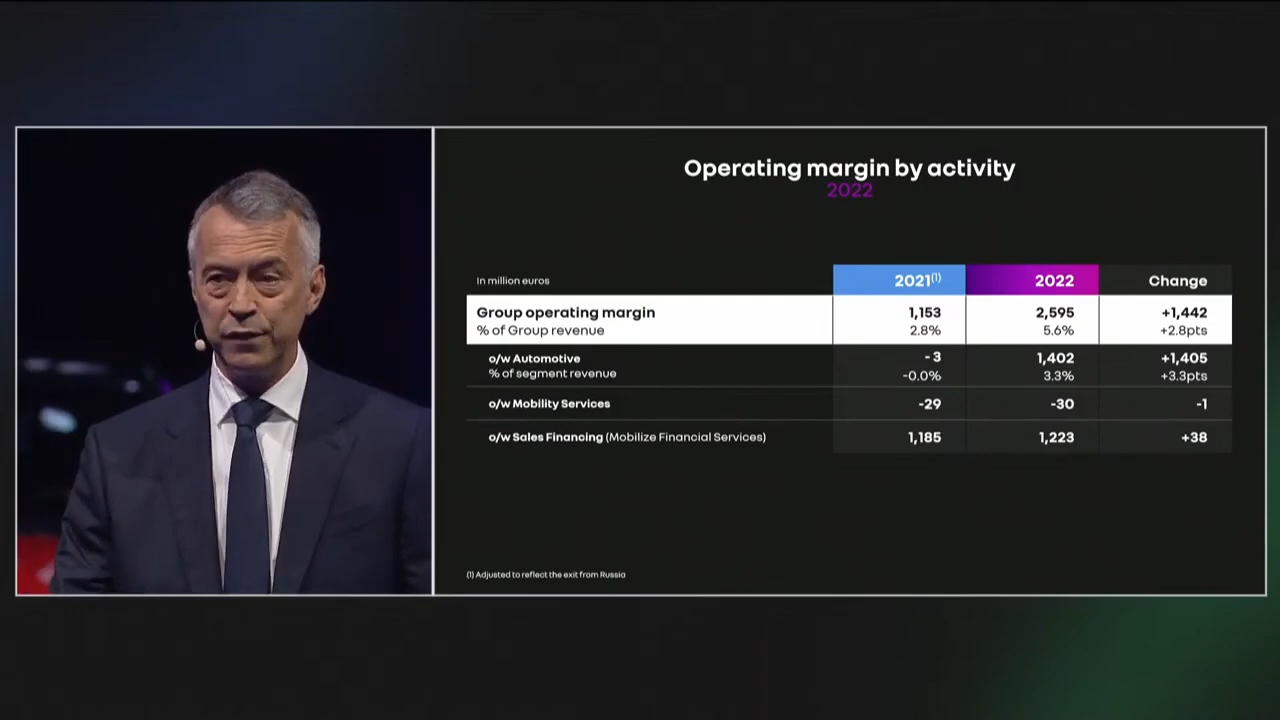 Operating margin by activity
2022
In million euros 2021(1) 2022 Change
Group operating margin 1,153 2,595 +1,442
% of Group revenue 2.8% 5.6% +2.8pts
o/w Automotive - 3 1,402 +1,405
% of segment revenue -0.0% 3.3% +3.3pts
o/w Mobility Services -29 -30 -1
o/w Sales Financing (Mobilize Financial Services) 1,185 1,223 +38
(1) Adjusted to reflect the exit from Russia